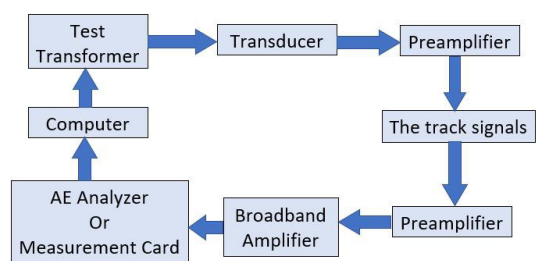 Test
Transformer
Transducer
Preamplifier
The track signals
Preamplifier
Broadband
Amplifier
AE Analyzer
Or
Measurement Card
Computer